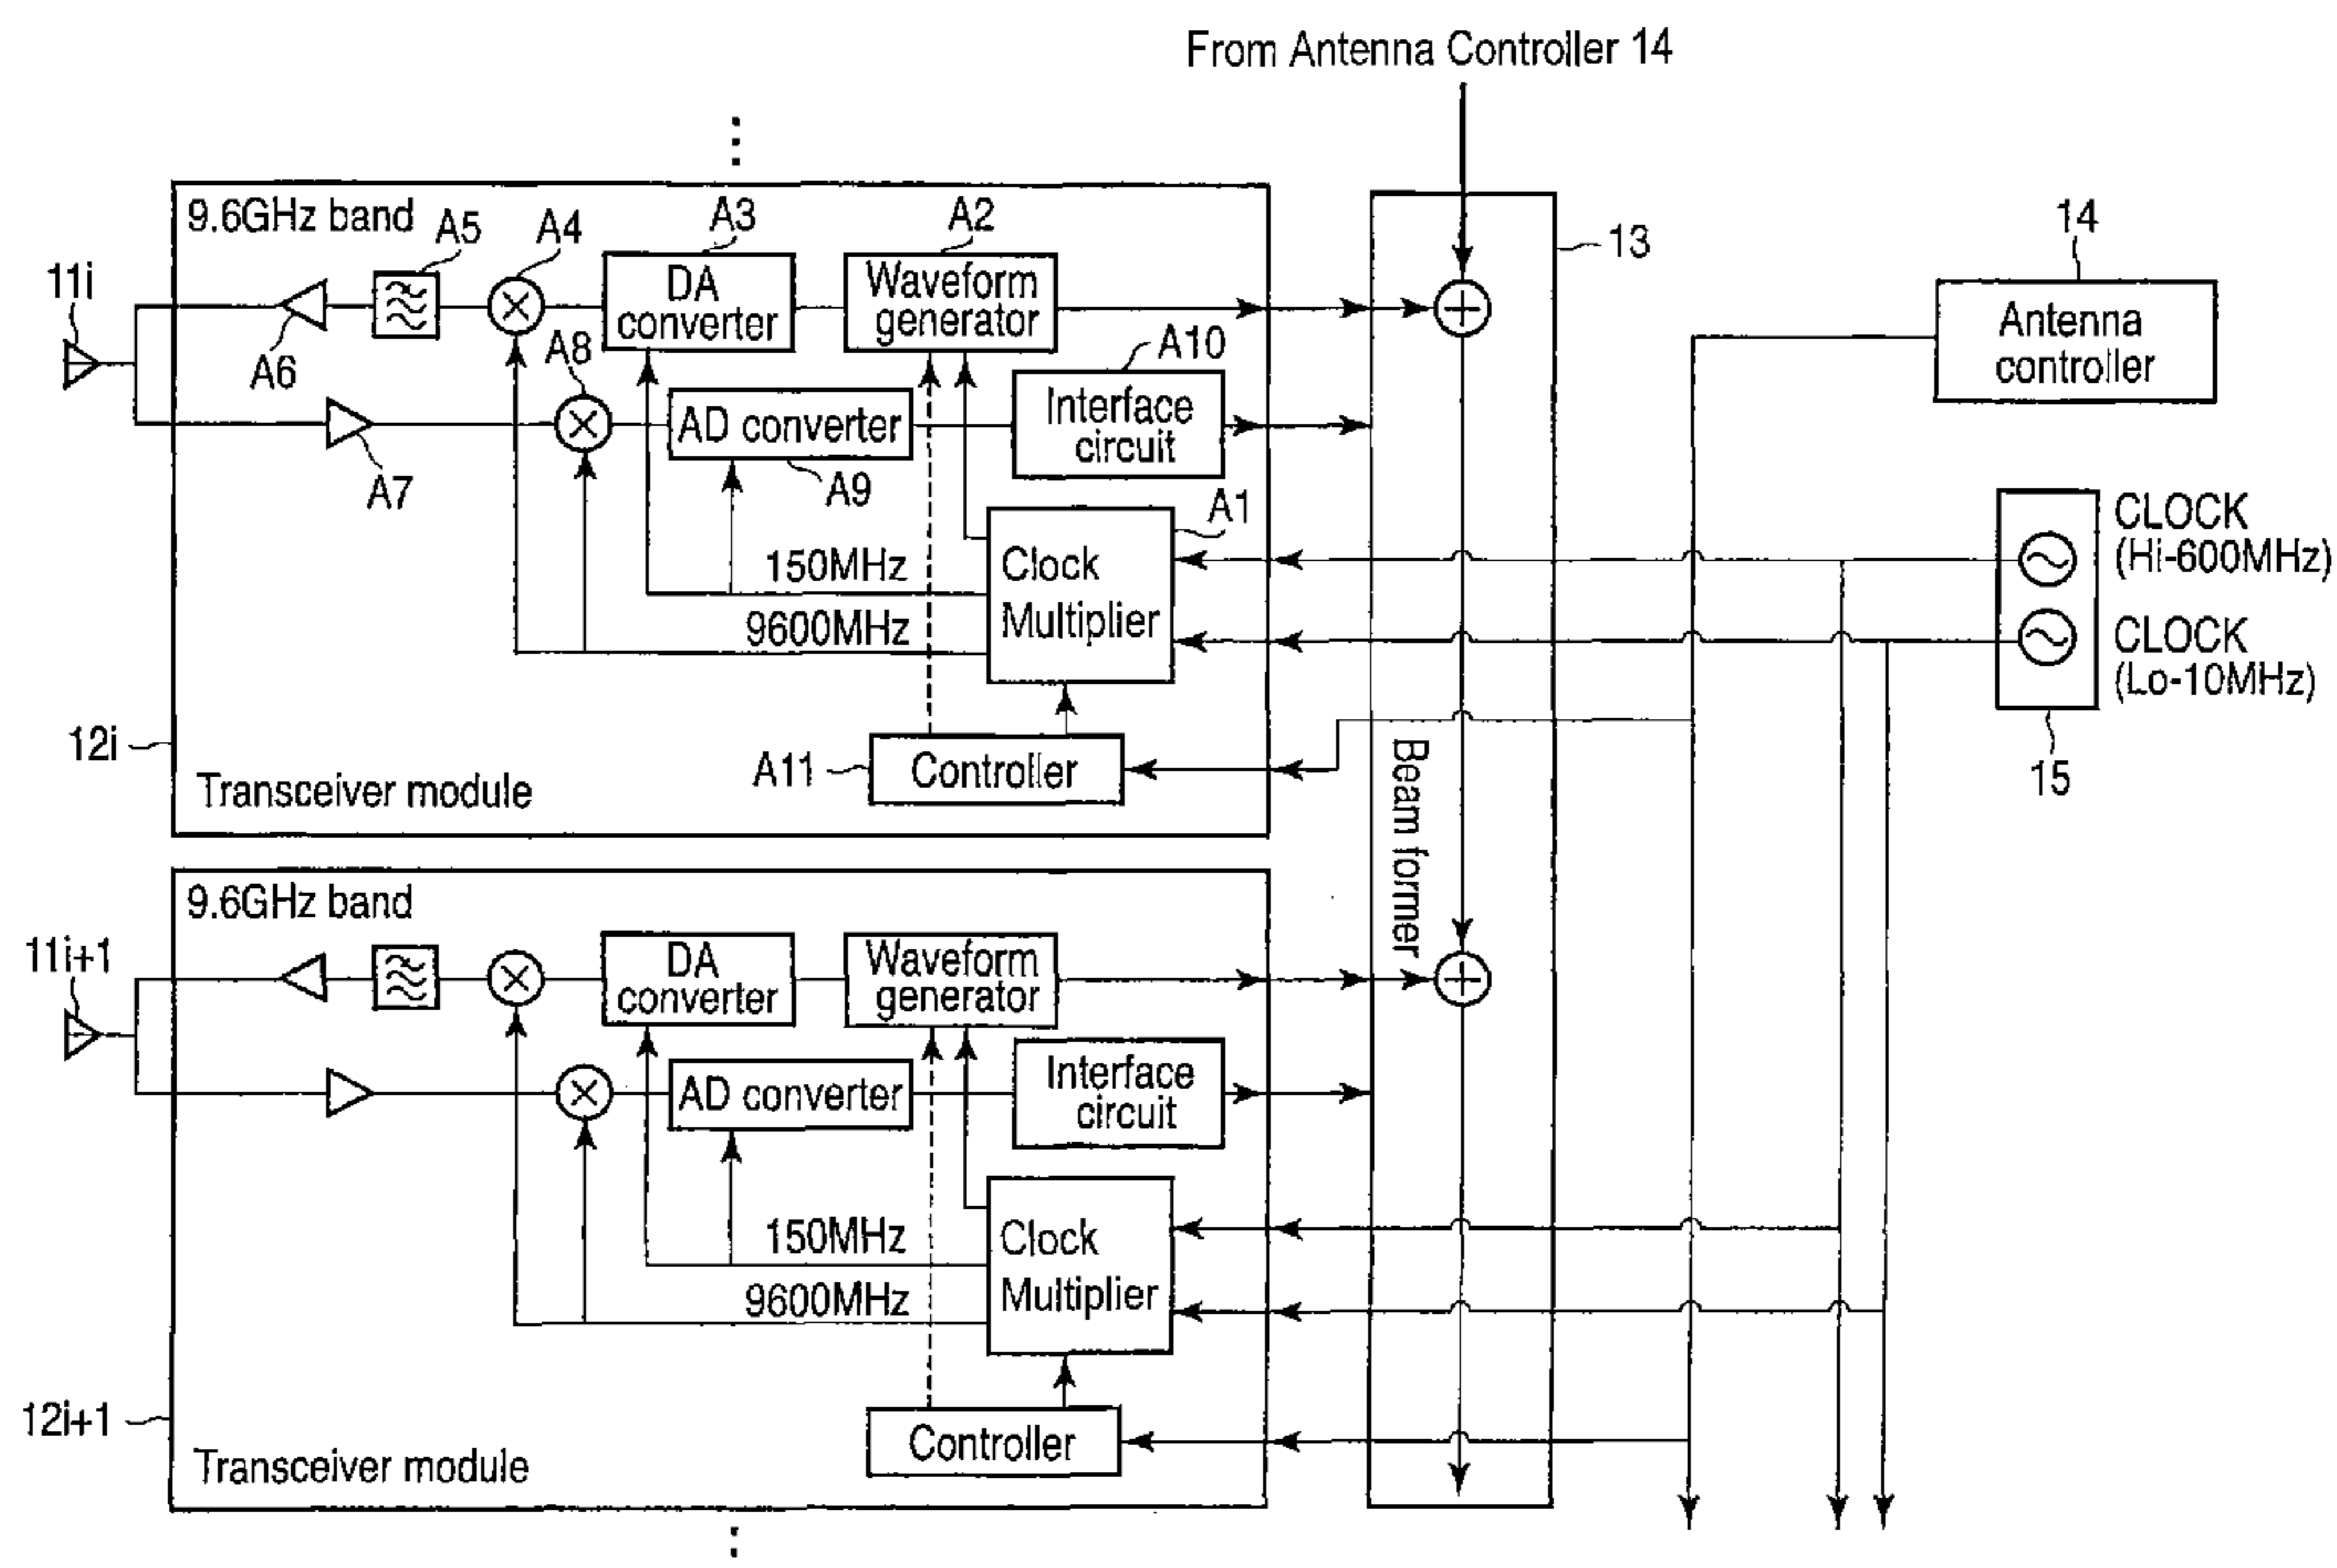 From Antenna Controller 14
9.6GHz band
A5
A4
A3
A2
13
14
11i
DA
converter
Waveform
generator
Antenna
controller
A6
A8
A10
AD converter
Interface
circuit
A7
A9
A1
CLOCK
(Hi-600MHz)
150MHz
Clock
Multiplier
9600MHz
CLOCK
(Lo-10MHz)
12i
A11
Controller
15
Transceiver module
Beam former
9.6GHz band
11i+1
DA
converter
Waveform
generator
AD converter
Interface
circuit
150MHz
Clock
Multiplier
9600MHz
12i+1
Controller
Transceiver module